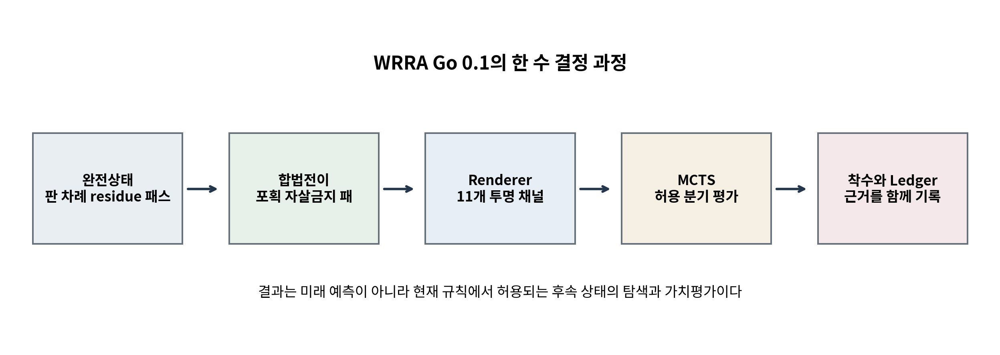 WRRA Go 0.1의 한 수 결정 과정
완전상태
판 차례 residue 패스
합법전이
포획 자살금지 패
Renderer
11개 투명채널
MCTS
허용 분기 평가
착수와 Ledger
근거를 함께 기록
결과는 미래 예측이 아니라 현재 규칙에서 허용되는 후속 상태의 탐색과 가치평가이다